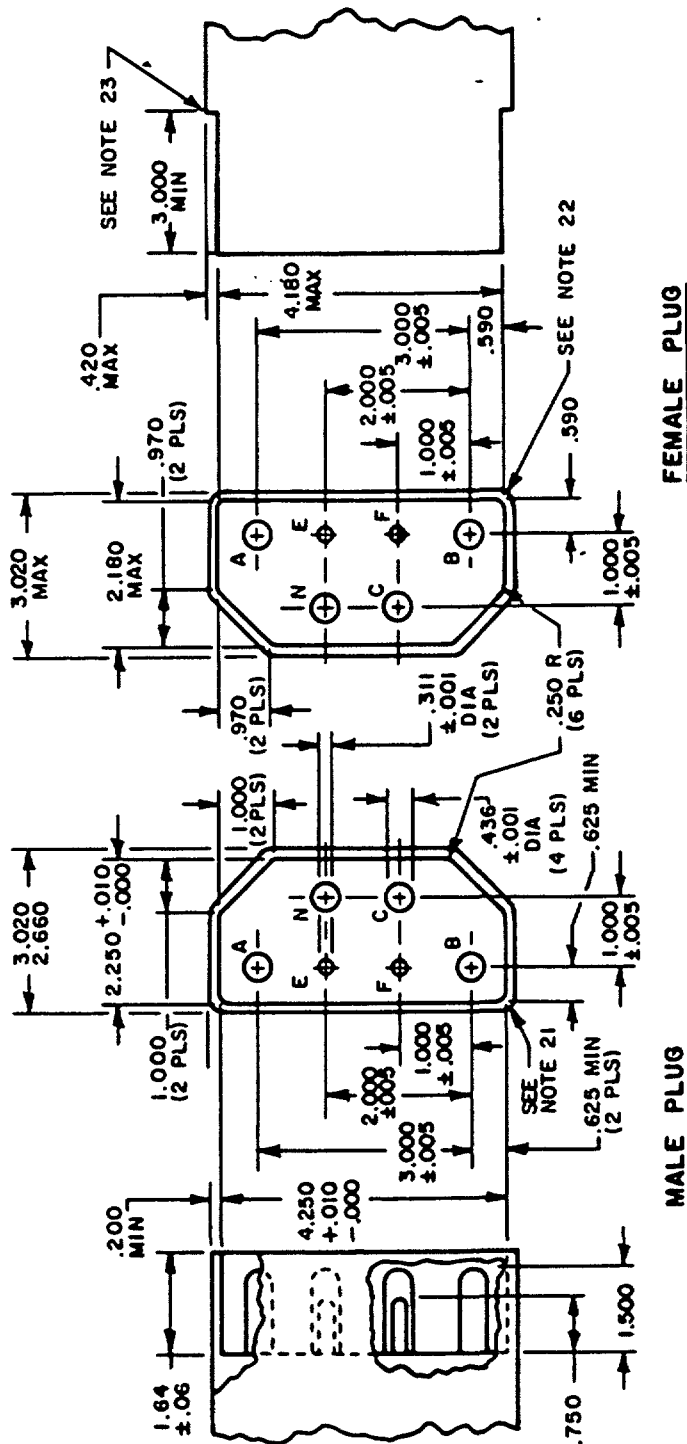 SEE NOTE 23
3.000
MIN
.420
MAX
4.180
MAX
3.000
±.005
2.000
±.005
1.000
±.005
.590
SEE NOTE 22
.590
.970
(2 PLS)
3.020
MAX
2.180
MAX
A
E
F
B
N
C
1.000
±.005
.970
(2 PLS)
.311
±.001
DIA
(2 PLS)
.250 R
(6 PLS)
FEMALE PLUG
1.000
(2 PLS)
.436
±.001
DIA
(4 PLS)
.625 MIN
3.020
2.660
2.250 +.010
-.000
1.000
(2 PLS)
N
C
A
E
F
B
1.000
±.005
1.000
±.005
2.000
±.005
3.000
±.005
SEE
NOTE 21
.625 MIN
(2 PLS)
.200
MIN
4.250
+.010
-.000
1.64
±.06
1.500
.750
MALE PLUG